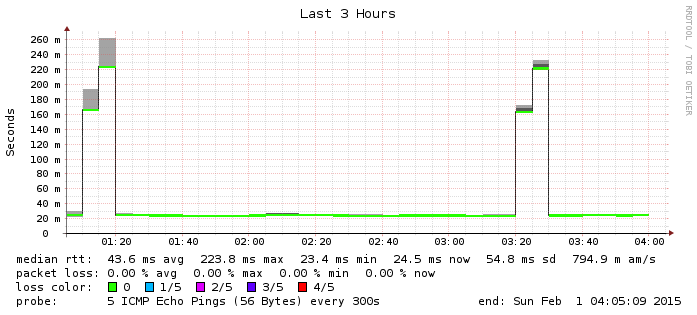 Last 3 Hours
RRDTOOL / TOBI OETIKER
Seconds
260 m
240 m
220 m
200 m
180 m
160 m
140 m
120 m
100 m
80 m
60 m
40 m
20 m
0
01:20 01:40 02:00 02:20 02:40 03:00 03:20 03:40 04:00
median rtt: 43.6 ms avg 223.8 ms max 23.4 ms min 24.5 ms now 54.8 ms sd 794.9 m am/s
packet loss: 0.00 % avg 0.00 % max 0.00 % min 0.00 % now
loss color: 0 1/5 2/5 3/5 4/5
probe: 5 ICMP Echo Pings (56 Bytes) every 300s end: Sun Feb 1 04:05:09 2015